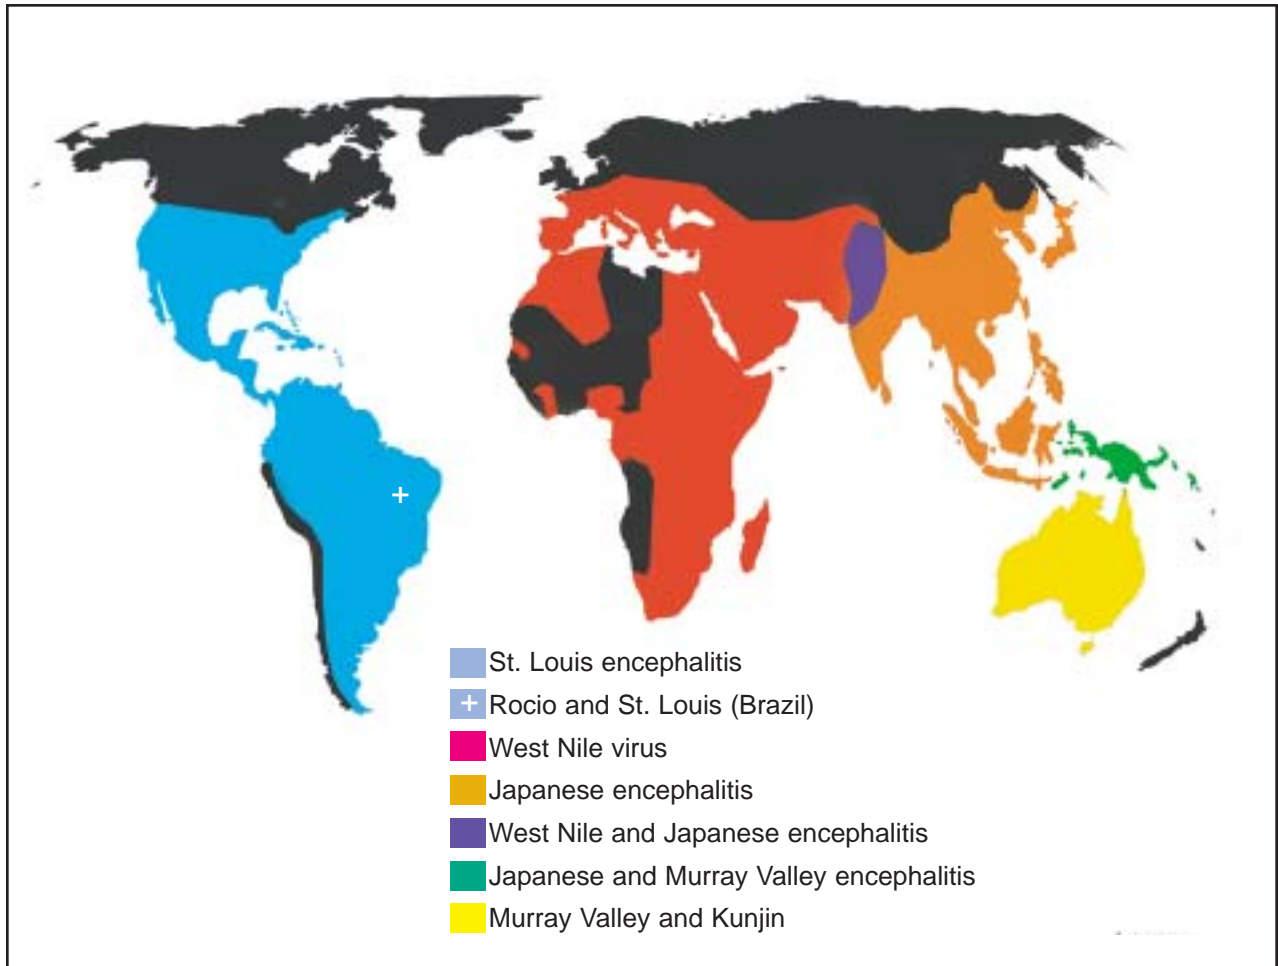 St. Louis encephalitis
+ Rocio and St. Louis (Brazil)
West Nile virus
Japanese encephalitis
West Nile and Japanese encephalitis
Japanese and Murray Valley encephalitis
Murray Valley and Kunjin